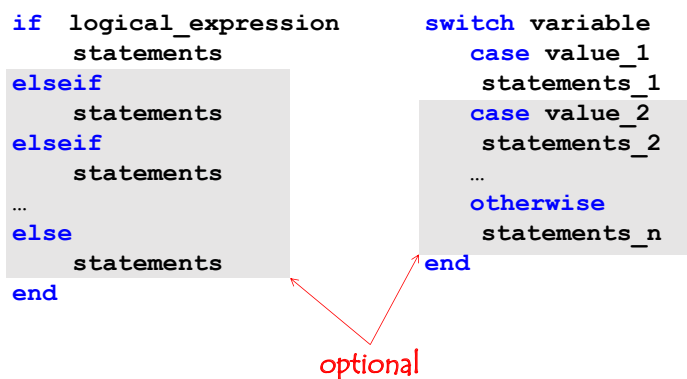 if logical_expression
statements
elseif
statements
elseif
statements
…
else
statements
end
switch variable
case value_1
statements_1
case value_2
statements_2
…
otherwise
statements_n
end
optional